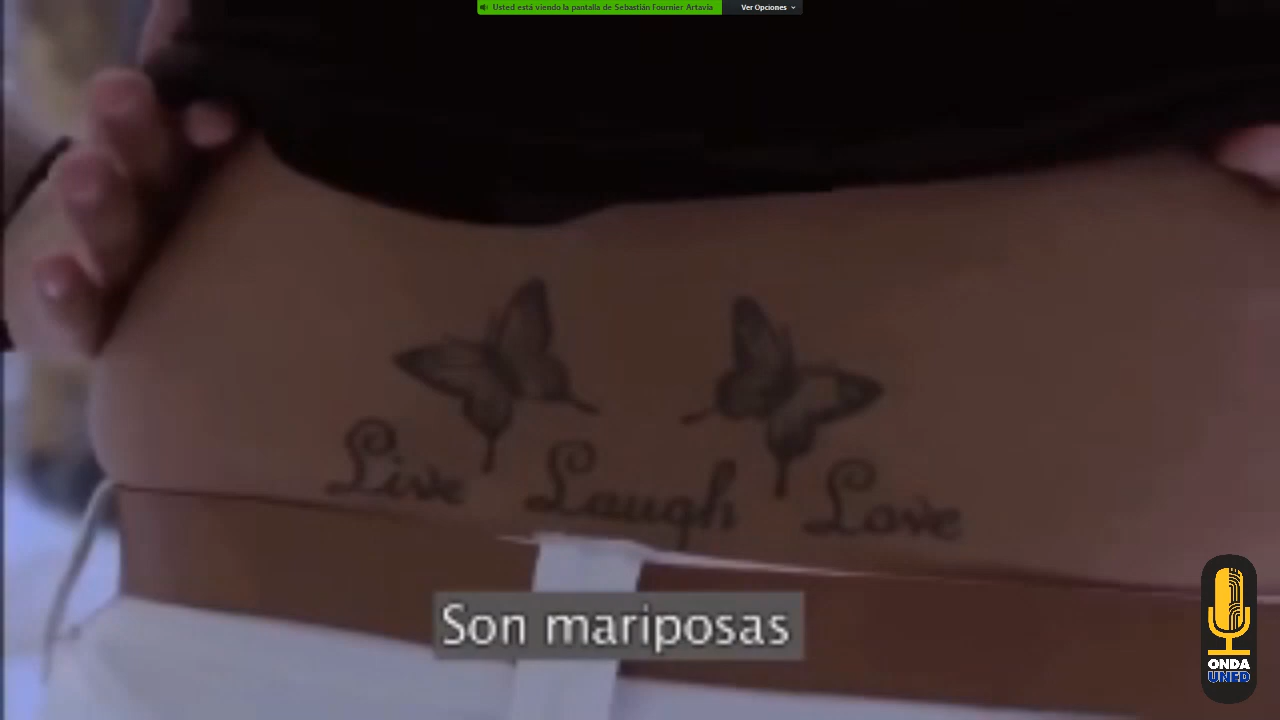 Usted está viendo la pantalla de Sebastián Fournier Artavia
Ver Opciones
Live Laugh Love
Son mariposas
ONDA
UNED